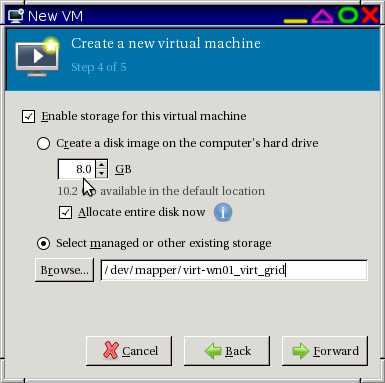 New VM
Create a new virtual machine
Step 4 of 5
Enable storage for this virtual machine
Create a disk image on the computer's hard drive
8.0 GB
10.2 available in the default location
Allocate entire disk now
Select managed or other existing storage
Browse... /dev/mapper/virt-wn01_virt_grid
Cancel Back Forward